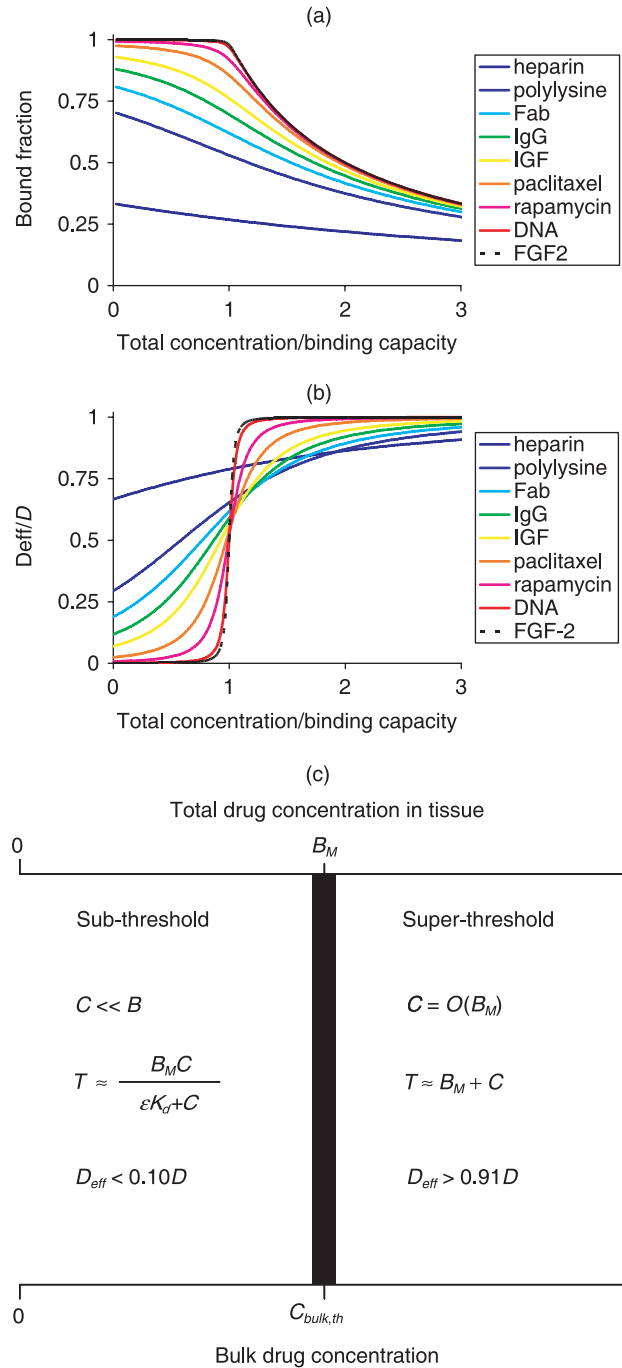 (a)
1
0.75
0.5
0.25
0
Bound fraction
0 1 2 3
Total concentration/binding capacity
heparin
polylysine
Fab
IgG
IGF
paclitaxel
rapamycin
DNA
FGF2
(b)
1
0.75
0.5
0.25
0
Deff/D
0 1 2 3
Total concentration/binding capacity
heparin
polylysine
Fab
IgG
IGF
paclitaxel
rapamycin
DNA
FGF-2
(c)
Total drug concentration in tissue
0 B_M
Sub-threshold Super-threshold
C << B C = O(B_M)
T ≈ B_M C / εK_d+C T ≈ B_M + C
D_eff < 0.10D D_eff > 0.91D
0 C_bulk,th
Bulk drug concentration